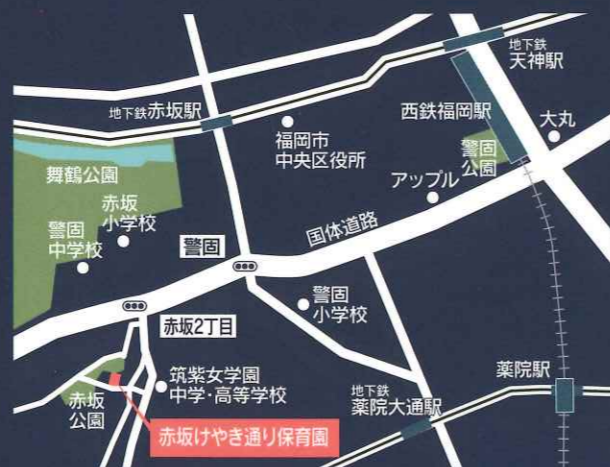 地下鉄
天神駅
地下鉄赤坂駅
西鉄福岡駅
大丸
福岡市
中央区役所
警固
公園
舞鶴公園
アップル
赤坂
小学校
警固
中学校
国体道路
警固
警固
小学校
赤坂2丁目
薬院駅
筑紫女学園
中学・高等学校
地下鉄
薬院大通駅
赤坂
公園
赤坂けやき通り保育園